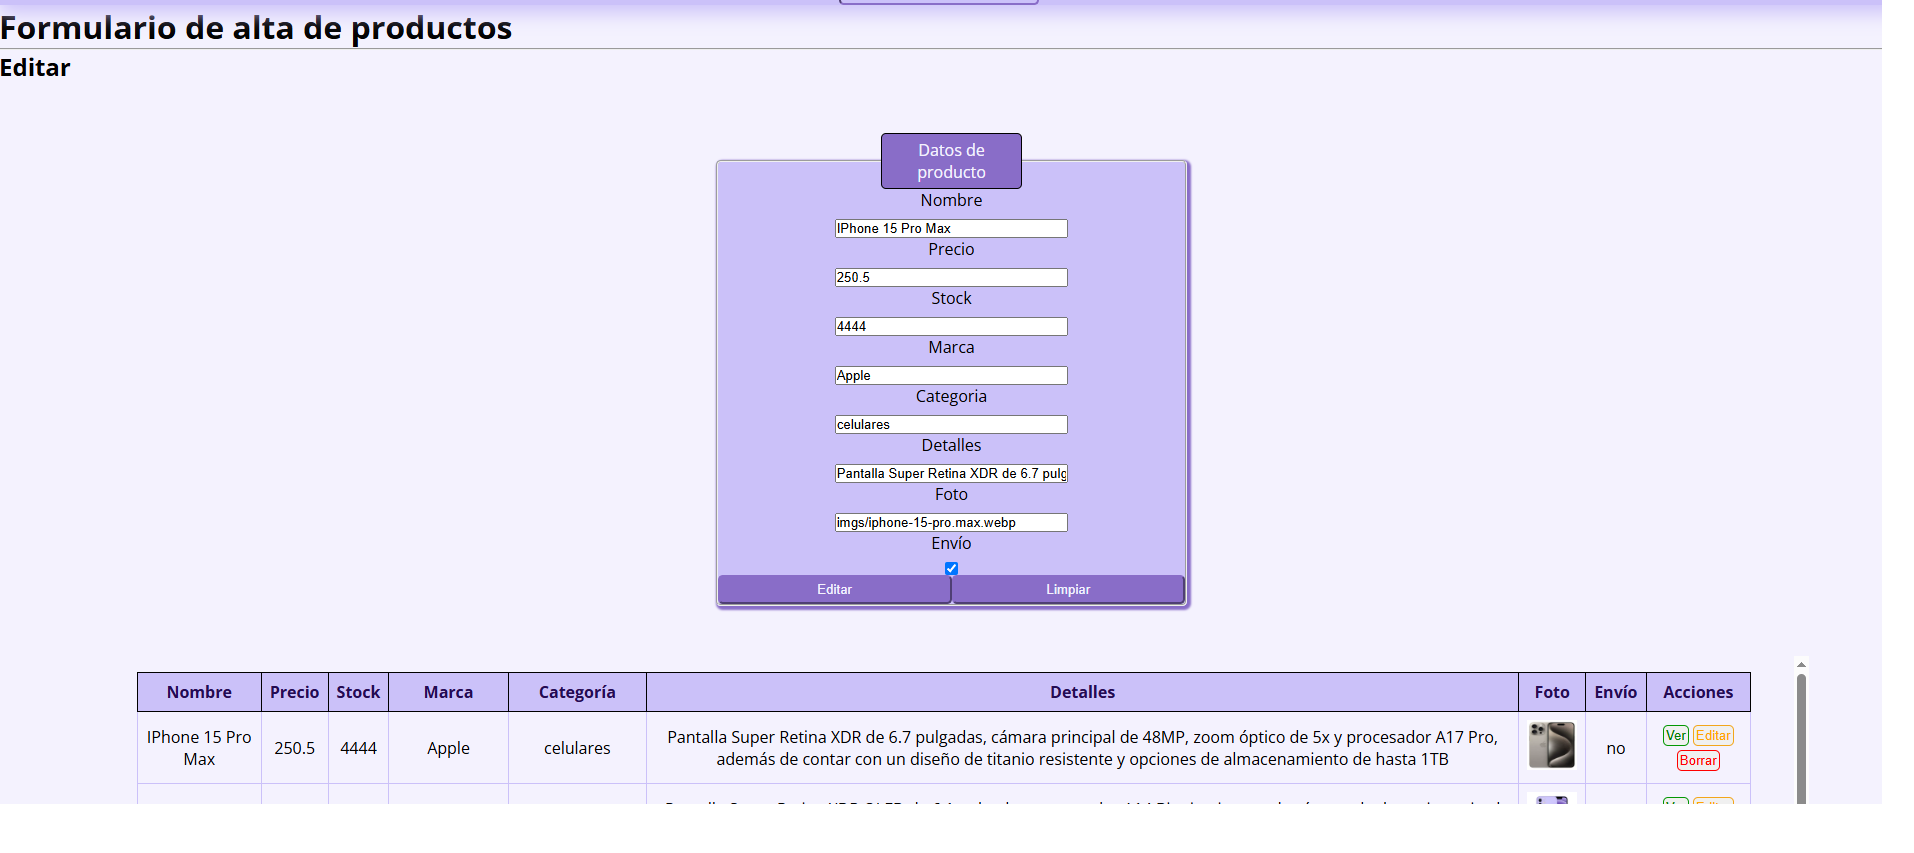 Formulario de alta de productos
Editar
Datos de
producto
Nombre
IPhone 15 Pro Max
Precio
250.5
Stock
4444
Marca
Apple
Categoria
celulares
Detalles
Pantalla Super Retina XDR de 6.7 pulg
Foto
imgs/iphone-15-pro.max.webp
Envío
Editar Limpiar
Nombre Precio Stock Marca Categoría Detalles Foto Envío Acciones
IPhone 15 Pro
Max
250.5 4444 Apple celulares
Pantalla Super Retina XDR de 6.7 pulgadas, cámara principal de 48MP, zoom óptico de 5x y procesador A17 Pro,
además de contar con un diseño de titanio resistente y opciones de almacenamiento de hasta 1TB
no
Ver Editar
Borrar